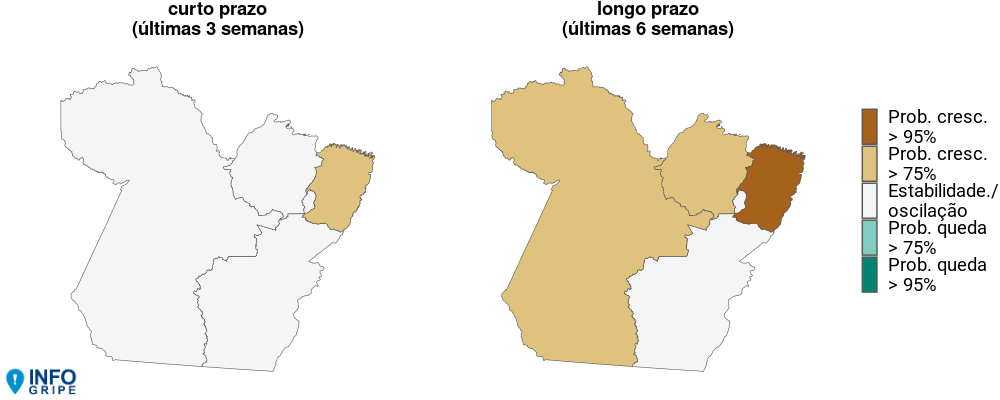 curto prazo
(últimas 3 semanas)
longo prazo
(últimas 6 semanas)
Prob. cresc.
> 95%
Prob. cresc.
> 75%
Estabilidade./
oscilação
Prob. queda
> 75%
Prob. queda
> 95%
INFO
GRIPE